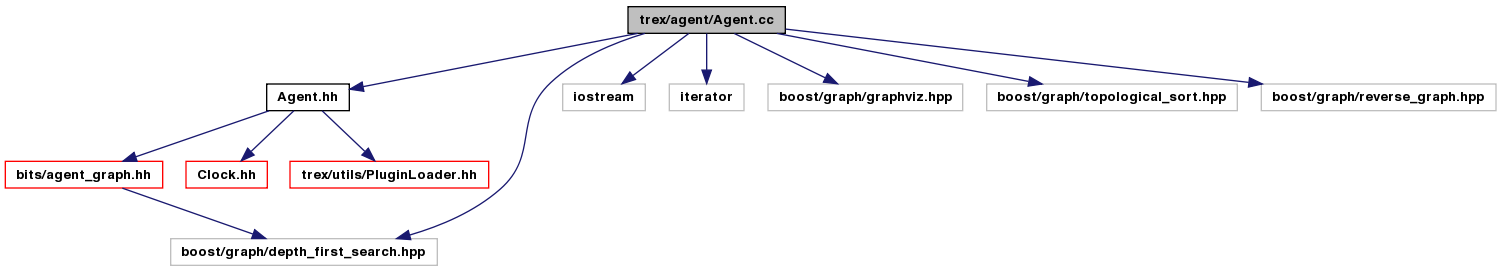 trex/agent/Agent.cc
Agent.hh
iostream
iterator
boost/graph/graphviz.hpp
boost/graph/topological_sort.hpp
boost/graph/reverse_graph.hpp
bits/agent_graph.hh
Clock.hh
trex/utils/PluginLoader.hh
boost/graph/depth_first_search.hpp